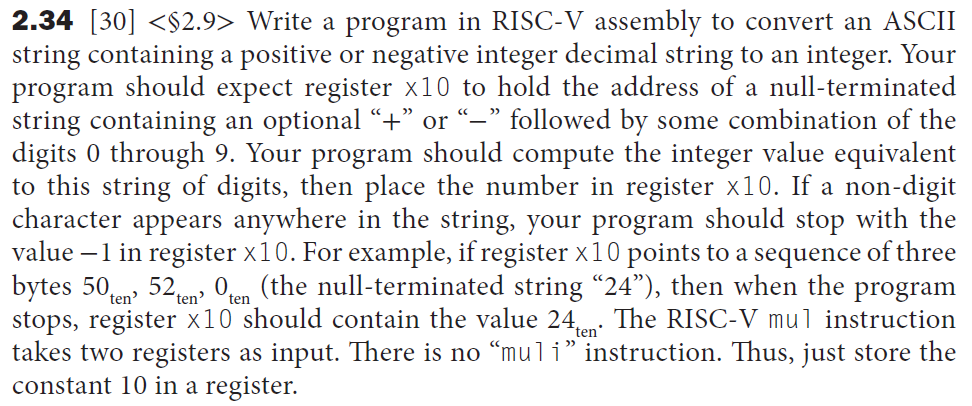 2.34 [30] <§2.9> Write a program in RISC-V assembly to convert an ASCII
string containing a positive or negative integer decimal string to an integer. Your
program should expect register x10 to hold the address of a null-terminated
string containing an optional “+” or “−” followed by some combination of the
digits 0 through 9. Your program should compute the integer value equivalent
to this string of digits, then place the number in register x10. If a non-digit
character appears anywhere in the string, your program should stop with the
value −1 in register x10. For example, if register x10 points to a sequence of three
bytes 50ten, 52ten, 0ten (the null-terminated string “24”), then when the program
stops, register x10 should contain the value 24ten. The RISC-V mul instruction
takes two registers as input. There is no “muli” instruction. Thus, just store the
constant 10 in a register.